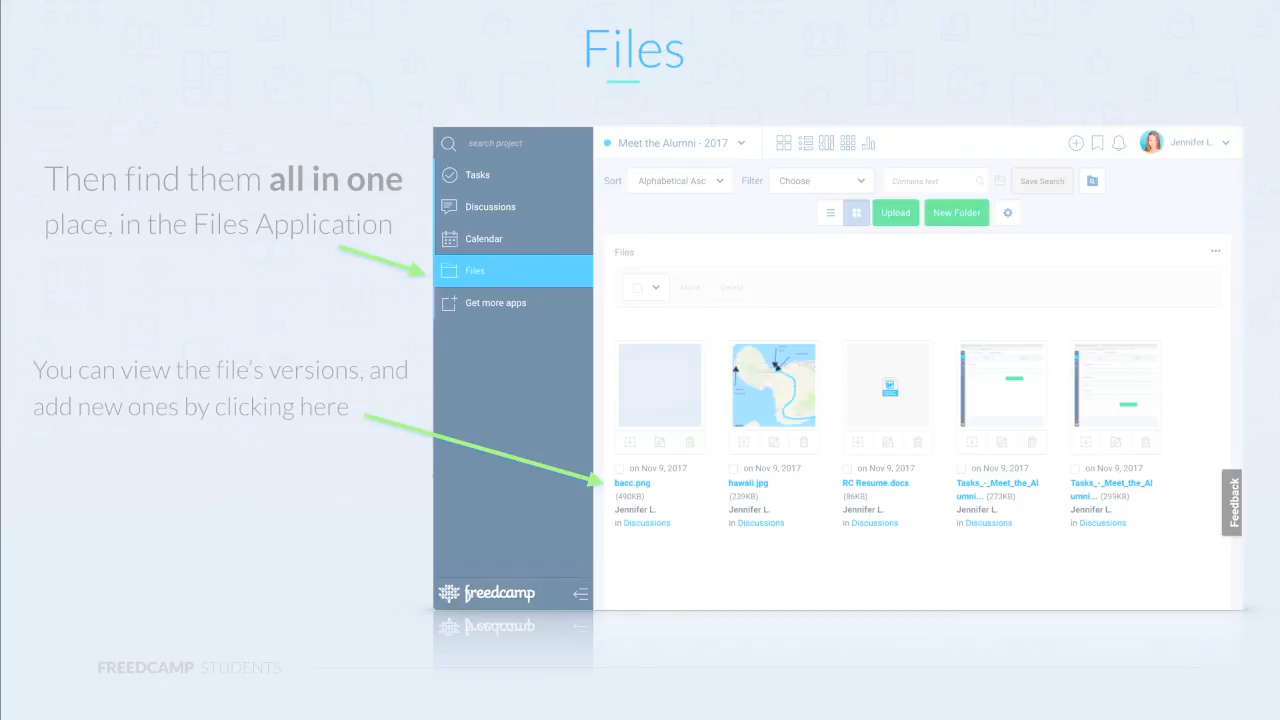 Files
Then find them all in one
place, in the Files Application
You can view the file's versions, and
add new ones by clicking here
search project
Tasks
Discussions
Calendar
Files
Get more apps
freedcamp
Meet the Alumni - 2017
Jennifer L.
Sort Alphabetical Asc Filter Choose Contains text Save Search
Upload New Folder
Files
Move Delete
on Nov 9, 2017
bacc.png
(490KB)
Jennifer L.
in Discussions
on Nov 9, 2017
hawaii.jpg
(239KB)
Jennifer L.
in Discussions
DOC
on Nov 9, 2017
RC Resume.docx
(86KB)
Jennifer L.
in Discussions
on Nov 9, 2017
Tasks_-_Meet_the_Al
umni... (273KB)
Jennifer L.
in Discussions
on Nov 9, 2017
Tasks_-_Meet_the_Al
umni... (299KB)
Jennifer L.
in Discussions
Feedback
FREEDCAMP STUDENTS